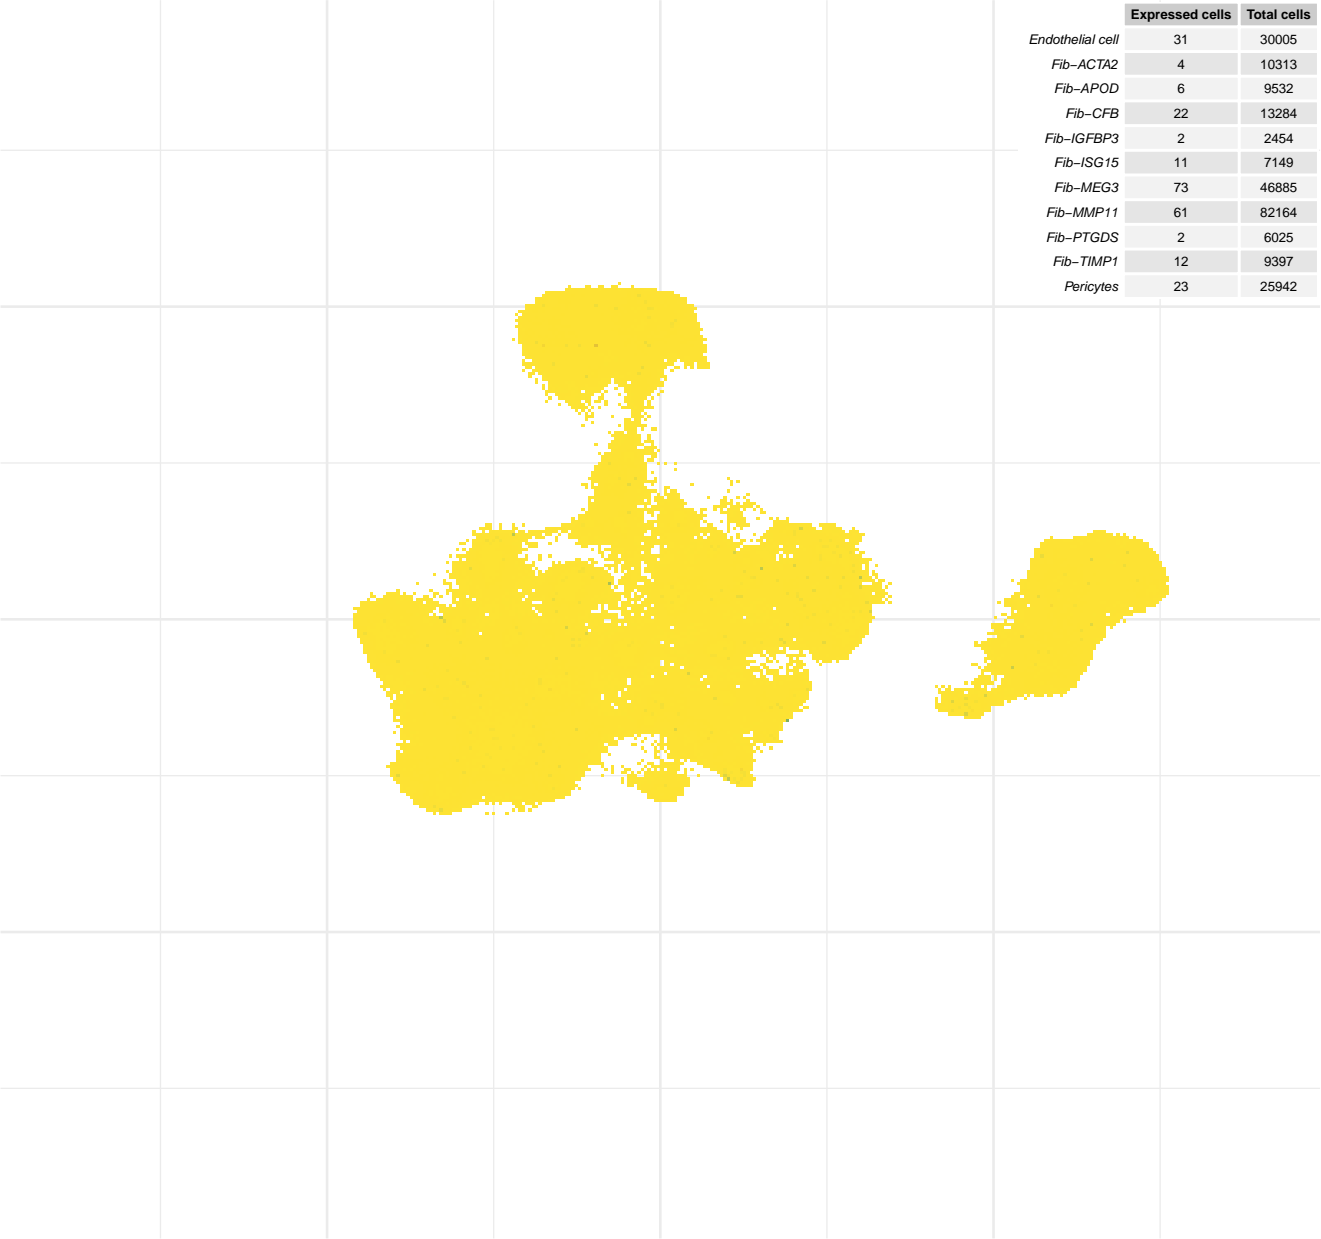 Expressed cells Total cells
Endothelial cell 31 30005
Fib−ACTA2 4 10313
Fib−APOD 6 9532
Fib−CFB 22 13284
Fib−IGFBP3 2 2454
Fib−ISG15 11 7149
Fib−MEG3 73 46885
Fib−MMP11 61 82164
Fib−PTGDS 2 6025
Fib−TIMP1 12 9397
Pericytes 23 25942